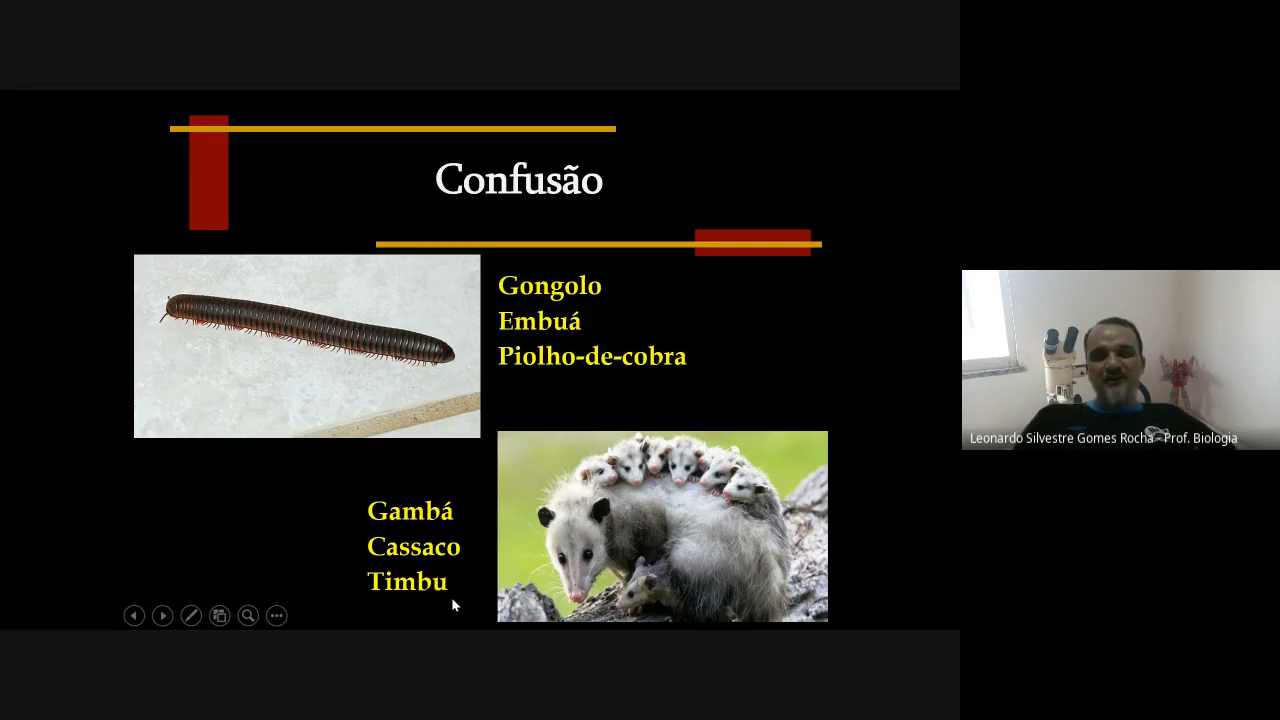 Confusão
Gongolo
Embuá
Piolho-de-cobra
Gambá
Cassaco
Timbu
Leonardo Silvestre Gomes Rocha - Prof. Biologia